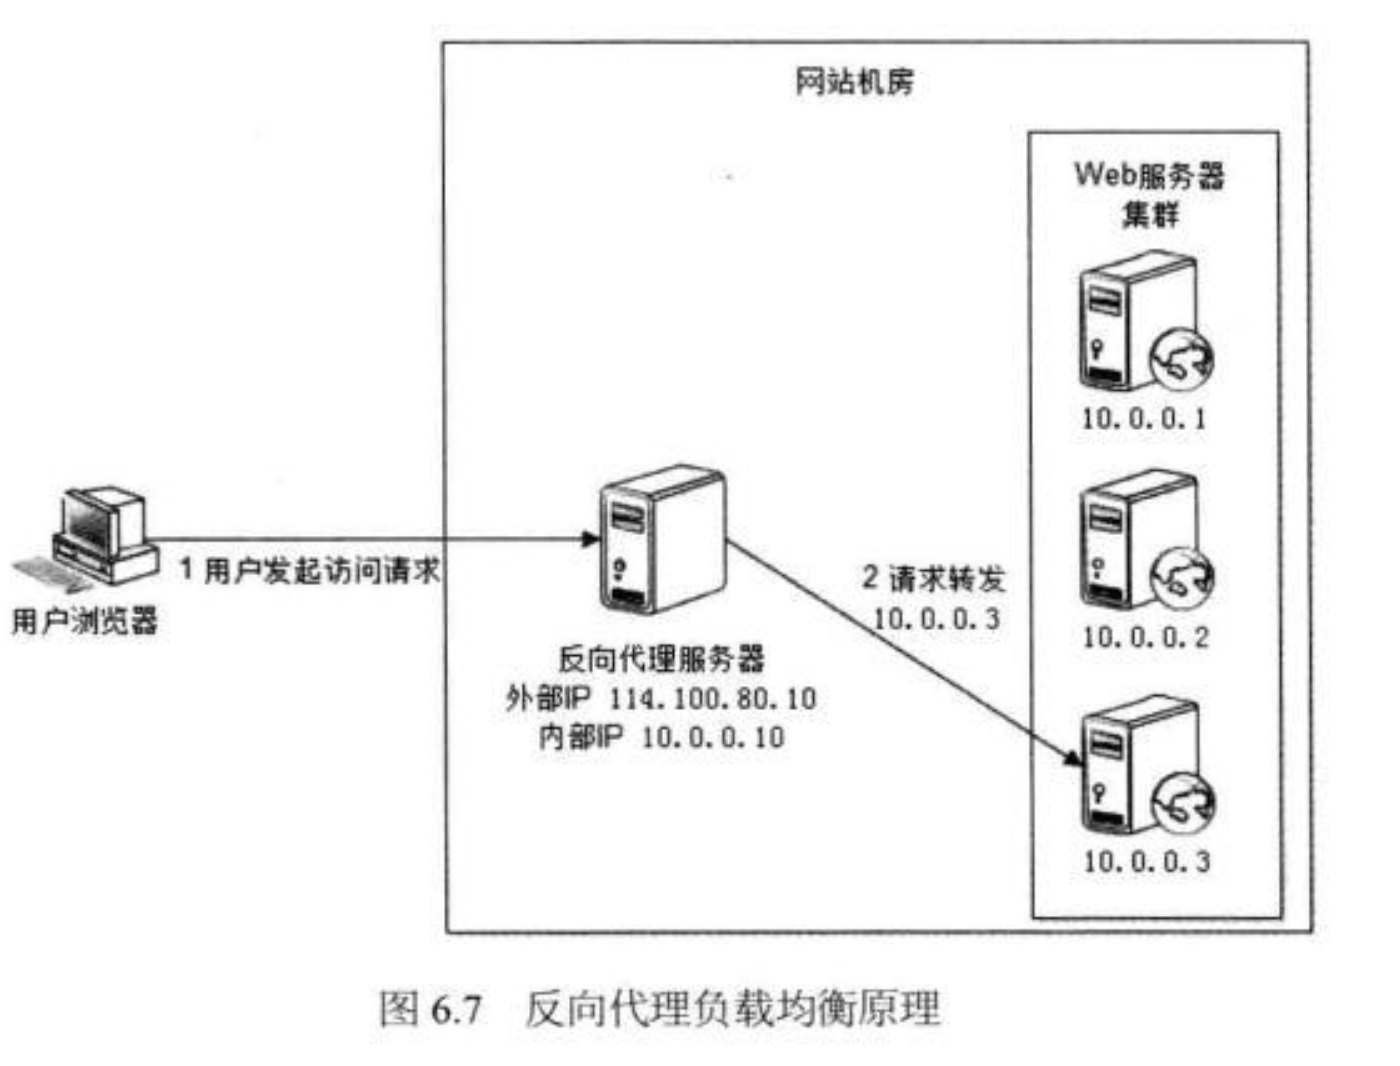 网站机房
Web服务器
集群
10.0.0.1
1 用户发起访问请求
用户浏览器
2 请求转发
10.0.0.3
10.0.0.2
反向代理服务器
外部IP 114.100.80.10
内部IP 10.0.0.10
10.0.0.3
图 6.7 反向代理负载均衡原理